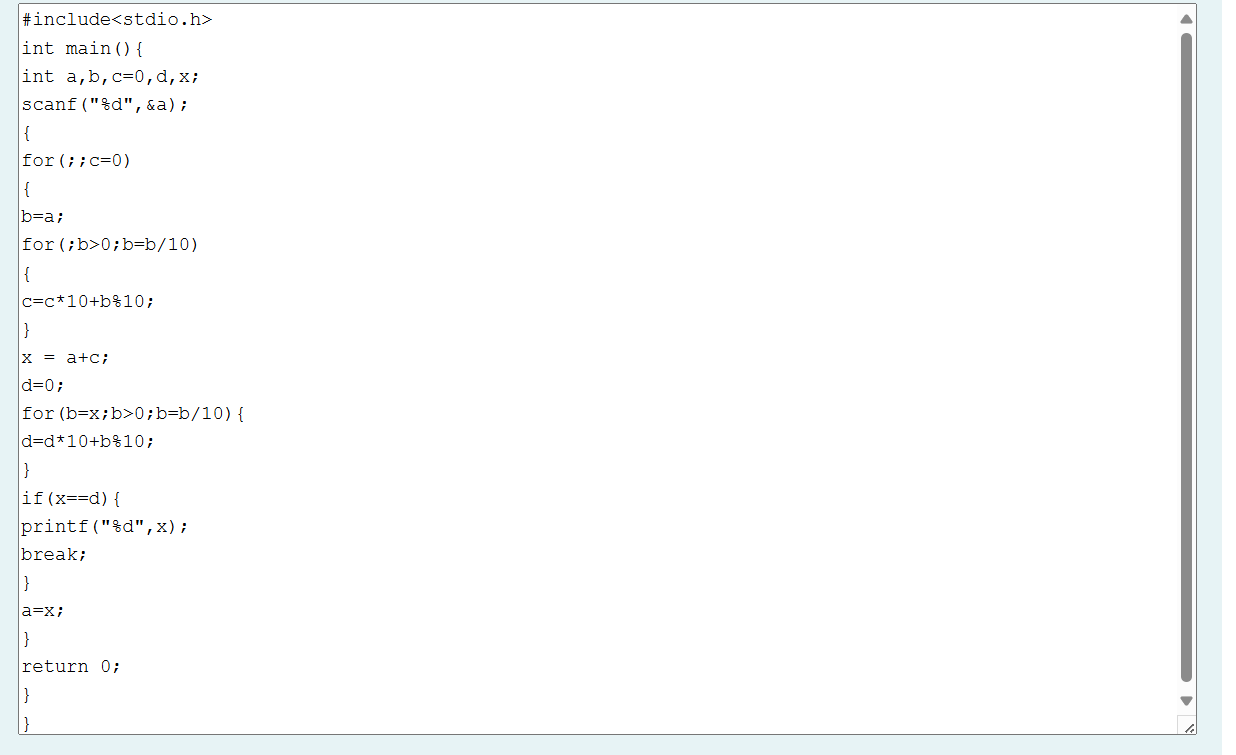 #include<stdio.h>
int main(){
int a,b,c=0,d,x;
scanf("%d",&a);
{
for(;;c=0)
{
b=a;
for(;b>0;b=b/10)
{
c=c*10+b%10;
}
x = a+c;
d=0;
for(b=x;b>0;b=b/10){
d=d*10+b%10;
}
if(x==d){
printf("%d",x);
break;
}
a=x;
}
return 0;
}
}